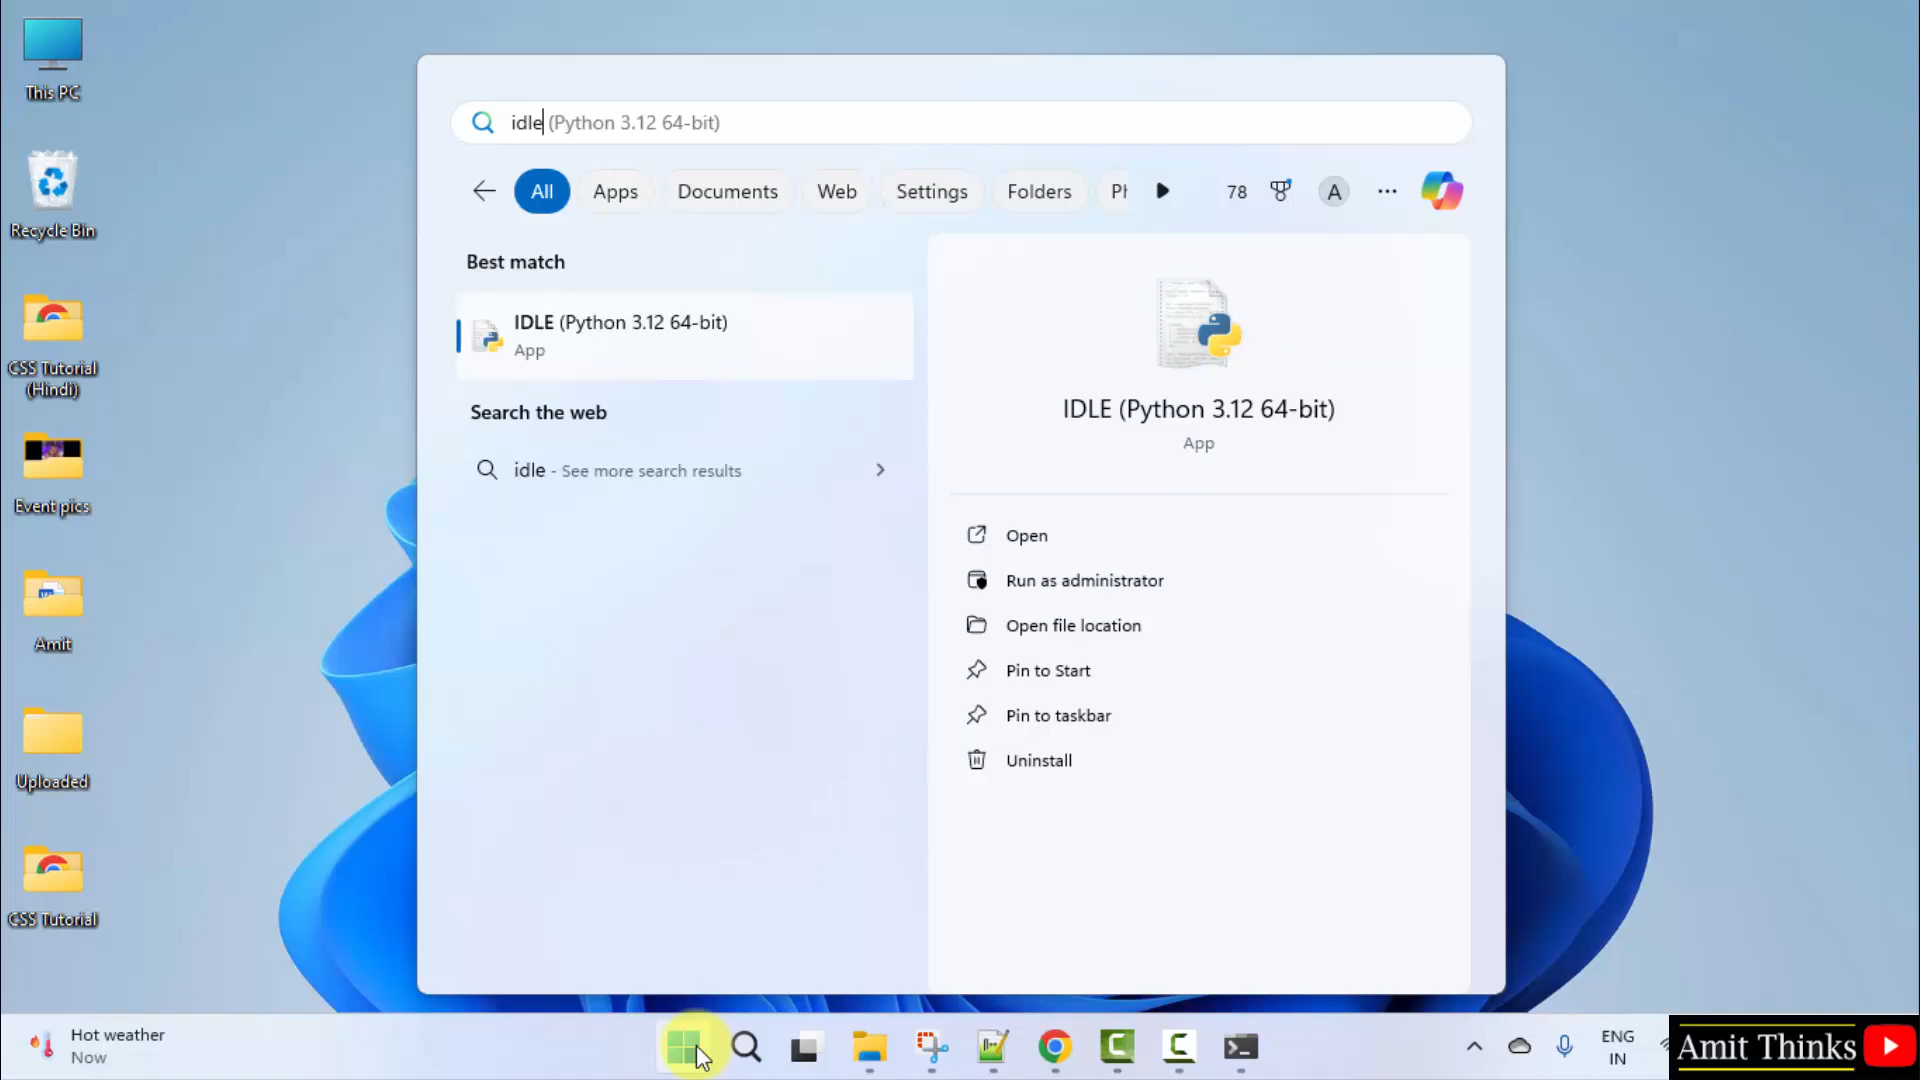 This PC
Recycle Bin
CSS Tutorial
(Hindi)
Event pics
Amit
Uploaded
CSS Tutorial
idle (Python 3.12 64-bit)
All
Apps
Documents
Web
Settings
Folders
78
A
Best match
IDLE (Python 3.12 64-bit)
App
Search the web
idle - See more search results
IDLE (Python 3.12 64-bit)
App
Open
Run as administrator
Open file location
Pin to Start
Pin to taskbar
Uninstall
Hot weather
Now
ENG
IN
Amit Thinks